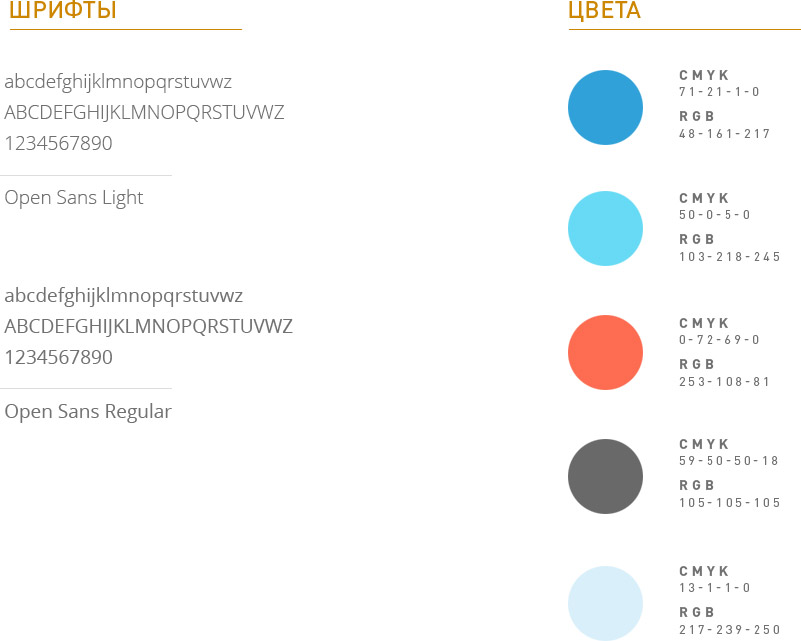 ШРИФТЫ
abcdefghijklmnopqrstuvwz
ABCDEFGHIJKLMNOPQRSTUVWZ
1234567890
Open Sans Light
abcdefghijklmnopqrstuvwz
ABCDEFGHIJKLMNOPQRSTUVWZ
1234567890
Open Sans Regular
ЦВЕТА
CMYK
71-21-1-0
RGB
48-161-217
CMYK
50-0-5-0
RGB
103-218-245
CMYK
0-72-69-0
RGB
253-108-81
CMYK
59-50-50-18
RGB
105-105-105
CMYK
13-1-1-0
RGB
217-239-250